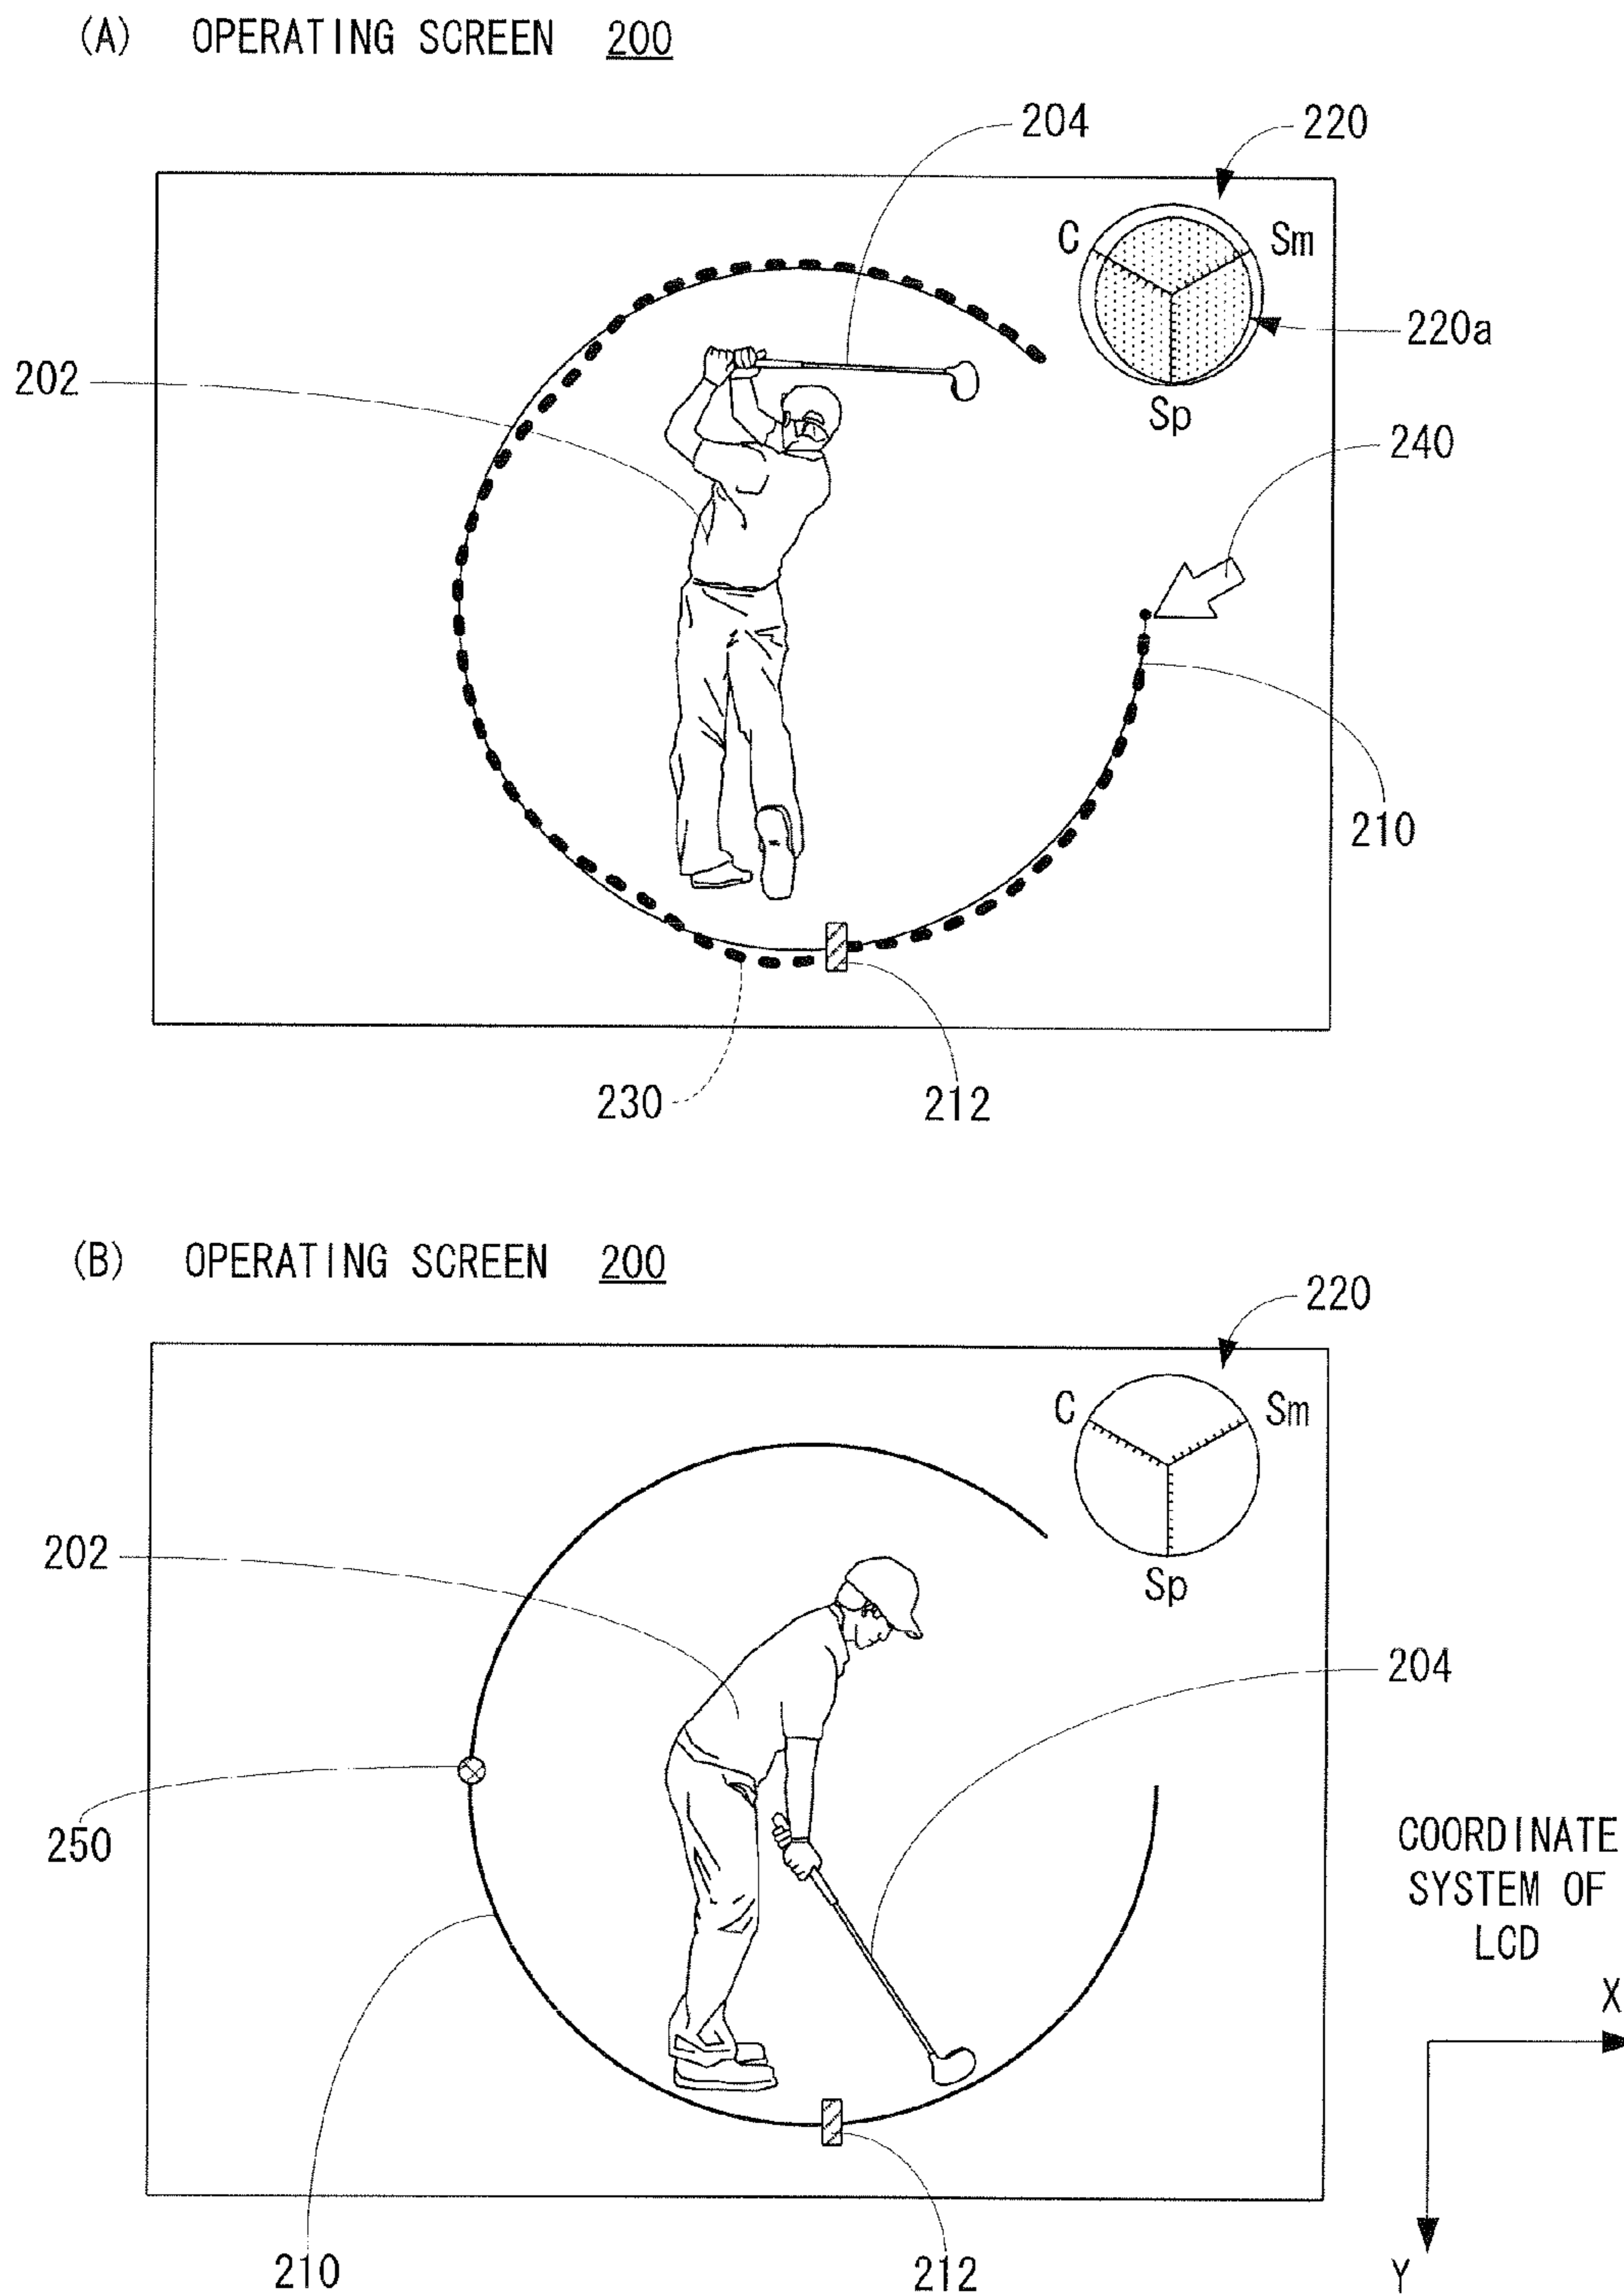 (A) OPERATING SCREEN 200
204
220
C
Sm
220a
202
Sp
240
210
230
212
(B) OPERATING SCREEN 200
220
C
Sm
202
Sp
204
250
COORDINATE
SYSTEM OF
LCD
X
210
212
Y